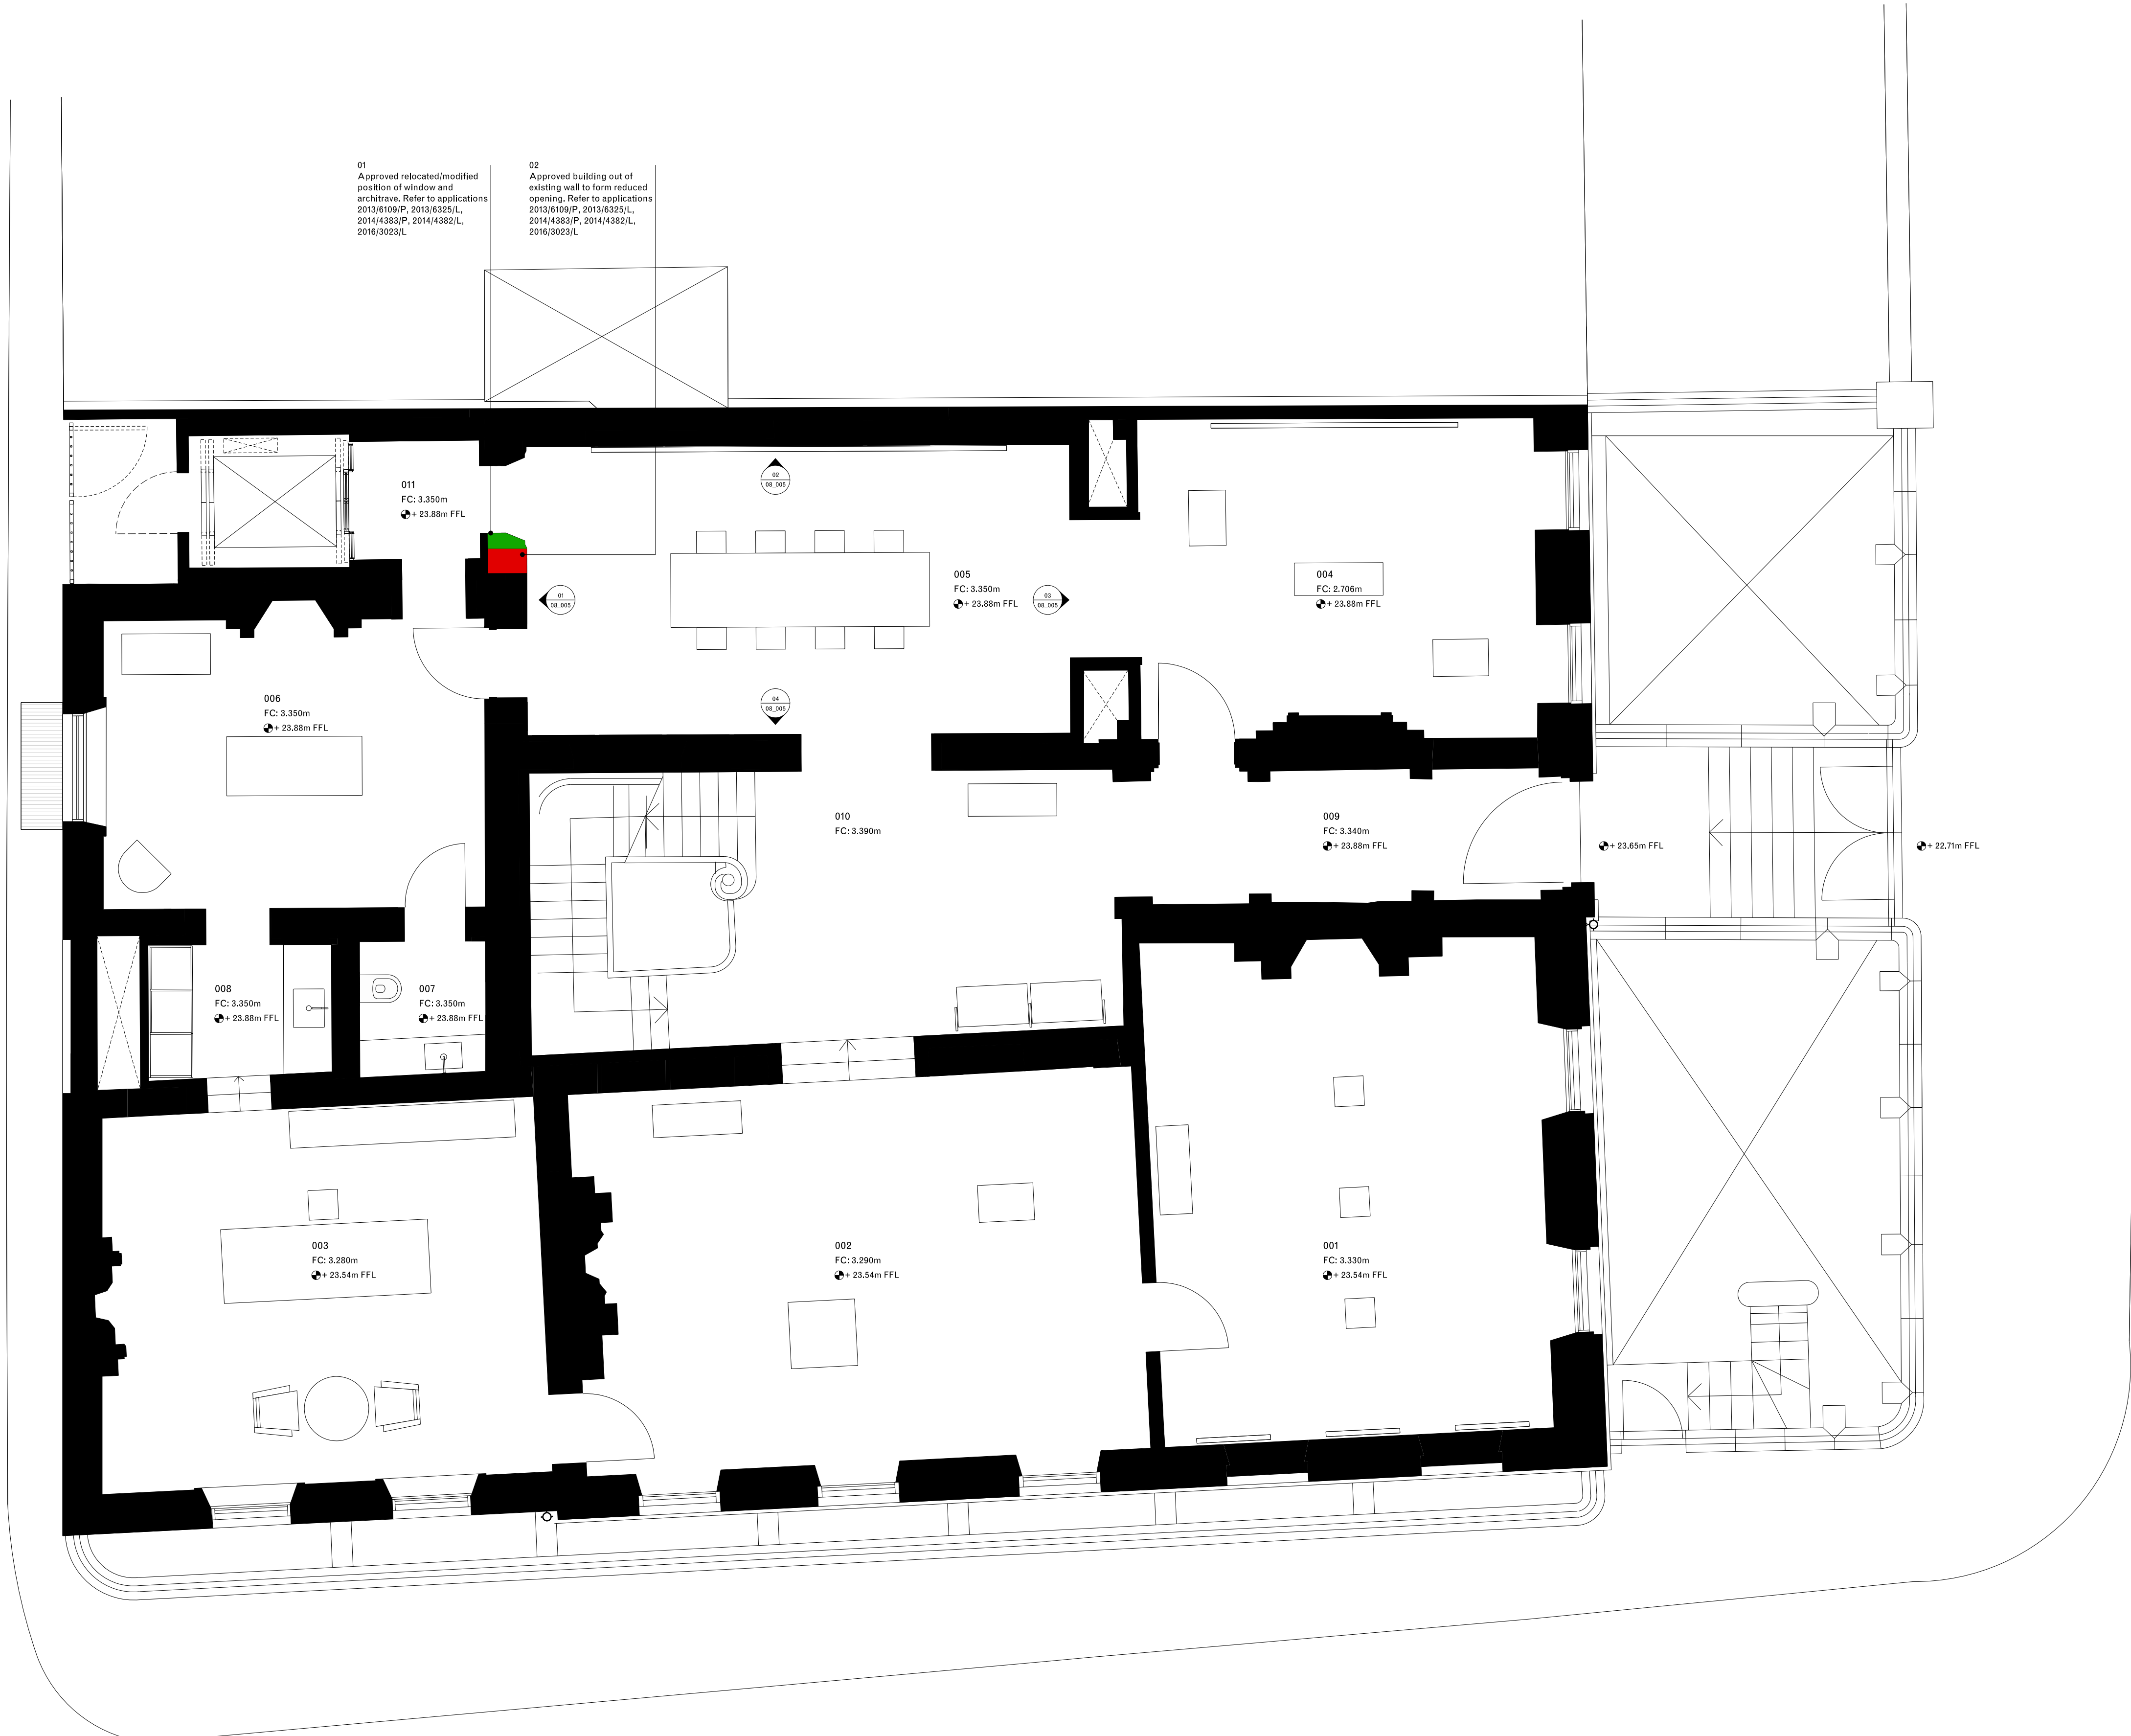 01
Approved relocated/modified
position of window and
architrave. Refer to applications
2013/6109/P, 2013/6325/L,
2014/4383/P, 2014/4382/L,
2016/3023/L
02
Approved building out of
existing wall to form reduced
opening. Refer to applications
2013/6109/P, 2013/6325/L,
2014/4383/P, 2014/4382/L,
2016/3023/L
011
FC: 3.350m
+ 23.88m FFL
02
08_005
005
FC: 3.350m
+ 23.88m FFL
004
FC: 2.706m
+ 23.88m FFL
01
08_005
03
08_005
006
FC: 3.350m
+ 23.88m FFL
04
08_005
010
FC: 3.390m
009
FC: 3.340m
+ 23.88m FFL
+ 23.65m FFL
+ 22.71m FFL
008
FC: 3.350m
+ 23.88m FFL
007
FC: 3.350m
+ 23.88m FFL
003
FC: 3.280m
+ 23.54m FFL
002
FC: 3.290m
+ 23.54m FFL
001
FC: 3.330m
+ 23.54m FFL